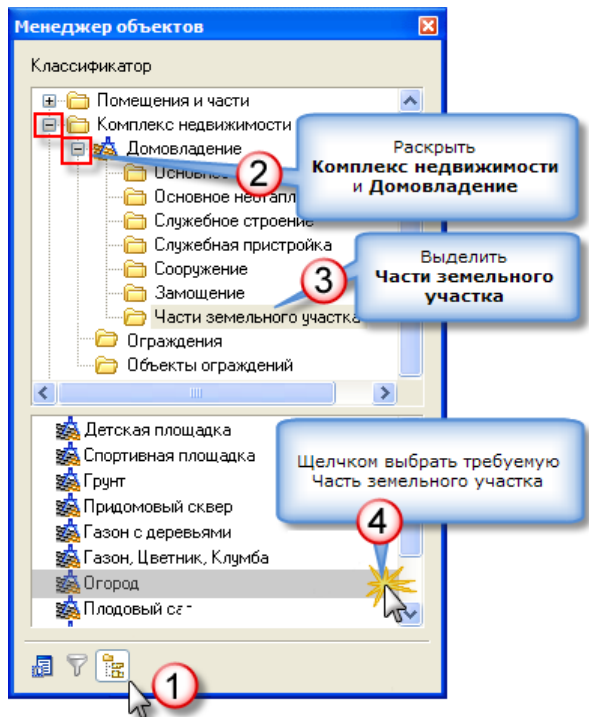 Менеджер объектов
Классификатор
Помещения и части
Комплекс недвижимости
Домовладение
Основное
Основное неотапл
Служебное строение
Служебная пристройка
Сооружение
Замощение
Части земельного участка
Ограждения
Объекты ограждений
2
Раскрыть
Комплекс недвижимости
и Домовладение
3
Выделить
Части земельного
участка
Детская площадка
Спортивная площадка
Грунт
Придомовый сквер
Газон с деревьями
Газон, Цветник, Клумба
Огород
Плодовый
Щелчком выбрать требуемую
Часть земельного участка
4
1